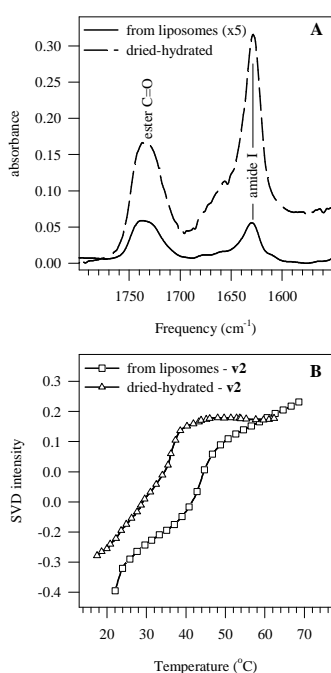 from liposomes (x5) A
dried-hydrated
0.30
0.25
0.20
0.15
0.10
0.05
0.00
absorbance
ester C=O
amide I
1750 1700 1650 1600
Frequency (cm-1)
from liposomes - v2 B
dried-hydrated - v2
0.3
0.2
0.2
0.0
0.0
-0.2
-0.3
-0.4
SVD intensity
20 30 40 50 60 70
Temperature (oC)